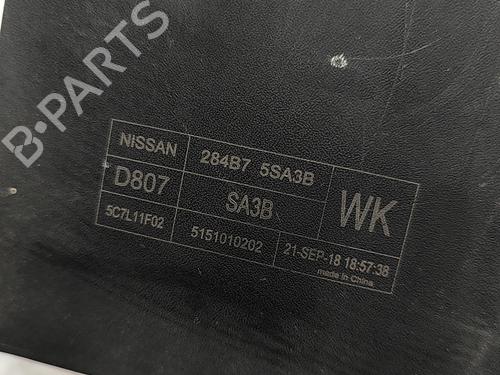 B-PARTS
NISSAN 284B7 5SA3B
D807 SA3B WK
5C7L11F02 5151010202 21-SEP-18 18:57:38
made in China